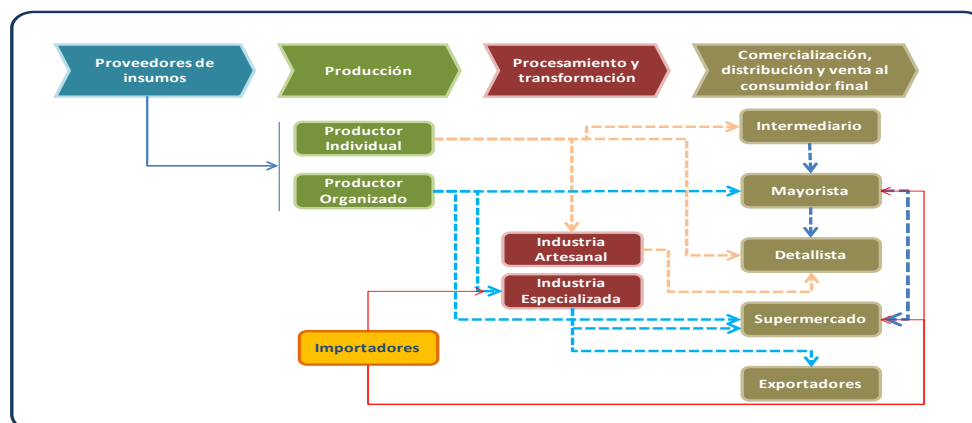 Proveedores de
insumos
Producción
Procesamiento y
transformación
Comercialización,
distribución y venta al
consumidor final
Productor
Individual
Intermediario
Productor
Organizado
Mayorista
Industria
Artesanal
Detallista
Industria
Especializada
Supermercado
Importadores
Exportadores